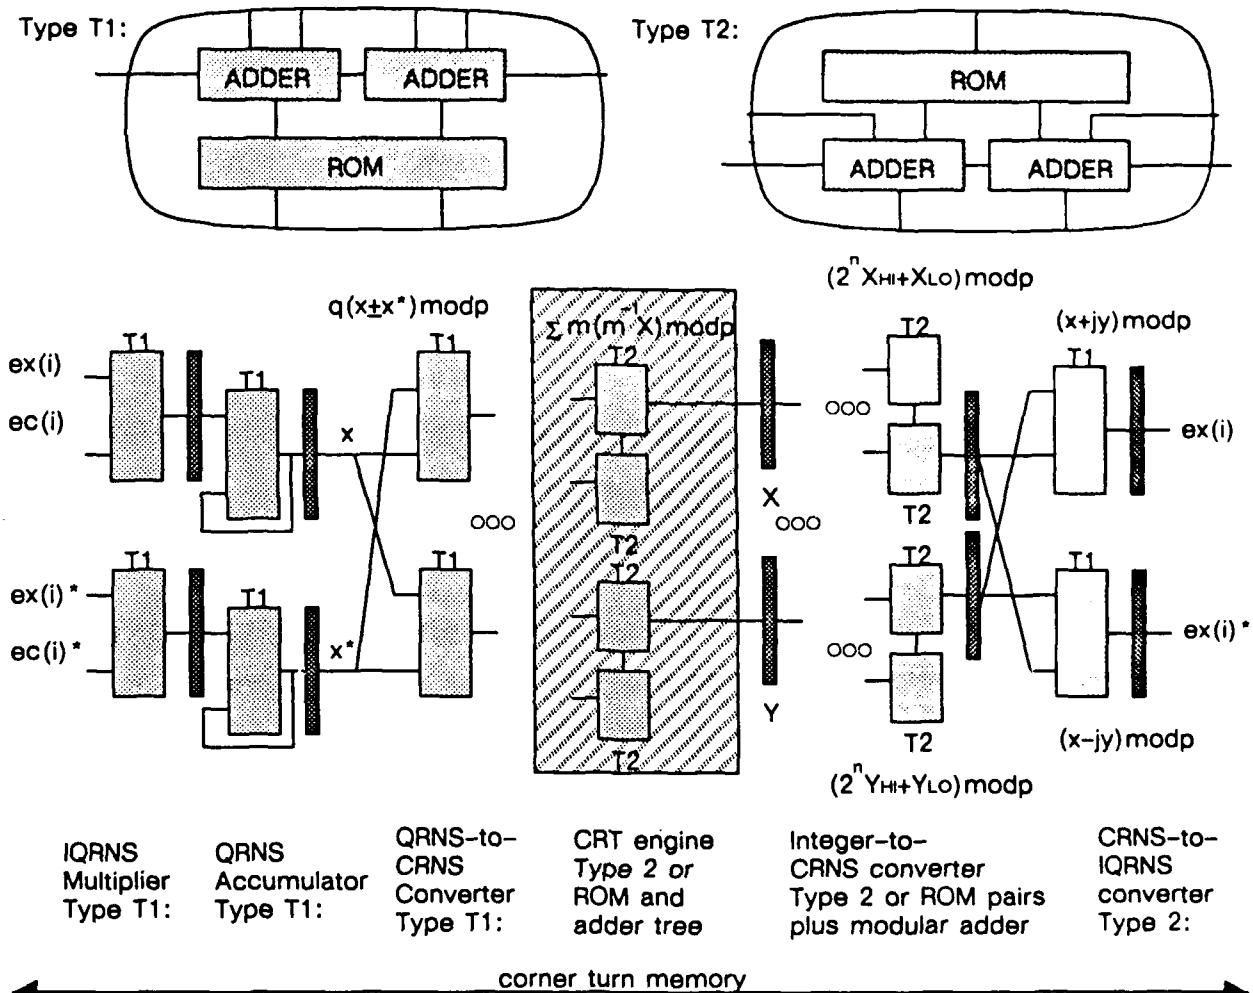 Type T1:
ADDER
ADDER
ROM
Type T2:
ROM
ADDER
ADDER
q(x±x*)modp
Σm(m⁻¹X)modp
(2ⁿXHI+XLO)modp
(x+jy)modp
T1
T1
T1
T2
T2
T1
ex(i)
ec(i)
x
X
ex(i)
T2
T2
ooo
ooo
ooo
T1
T1
T1
T2
T2
T1
ex(i)*
ec(i)*
x*
Y
ooo
ex(i)*
T2
T2
(x-jy)modp
(2ⁿYHI+YLO)modp
IQRNS
Multiplier
Type T1:
QRNS
Accumulator
Type T1:
QRNS-to-
CRNS
Converter
Type T1:
CRT engine
Type 2 or
ROM and
adder tree
Integer-to-
CRNS converter
Type 2 or ROM pairs
plus modular adder
CRNS-to-
IQRNS
converter
Type 2:
corner turn memory